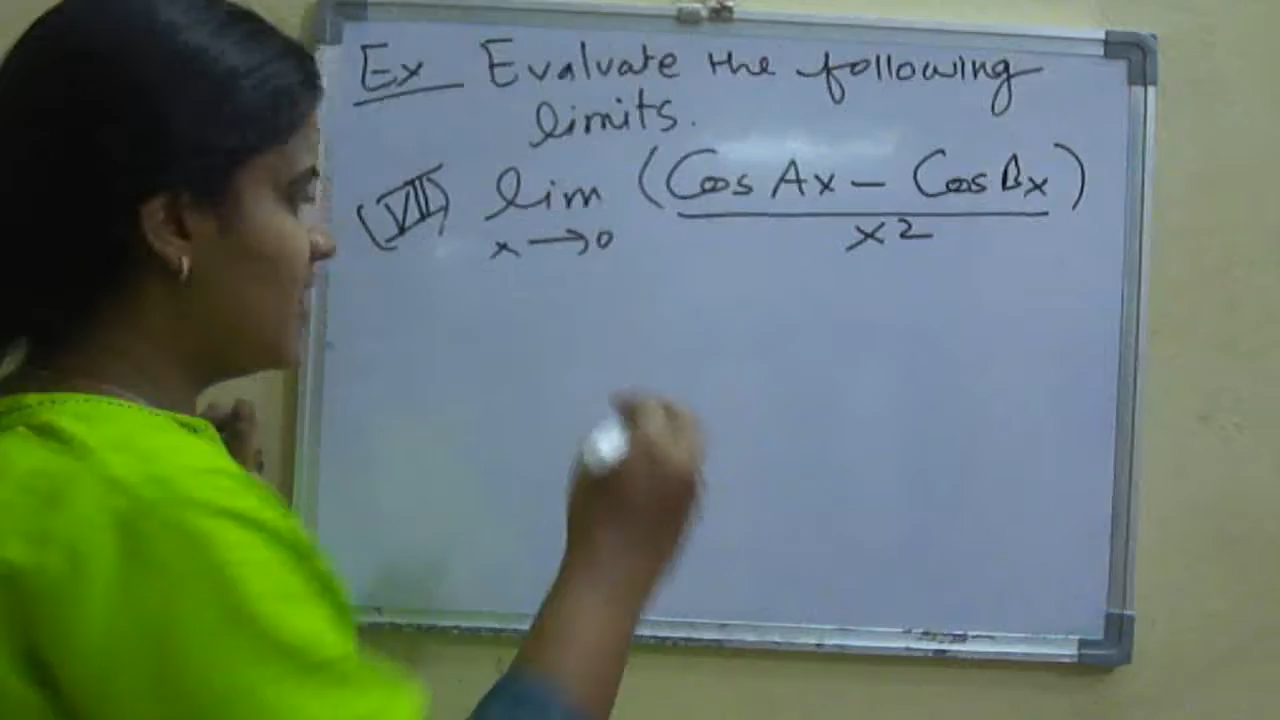 Ex Evaluate the following
limits.
(VII) lim (Cos Ax - Cos Bx)
x→0 x2